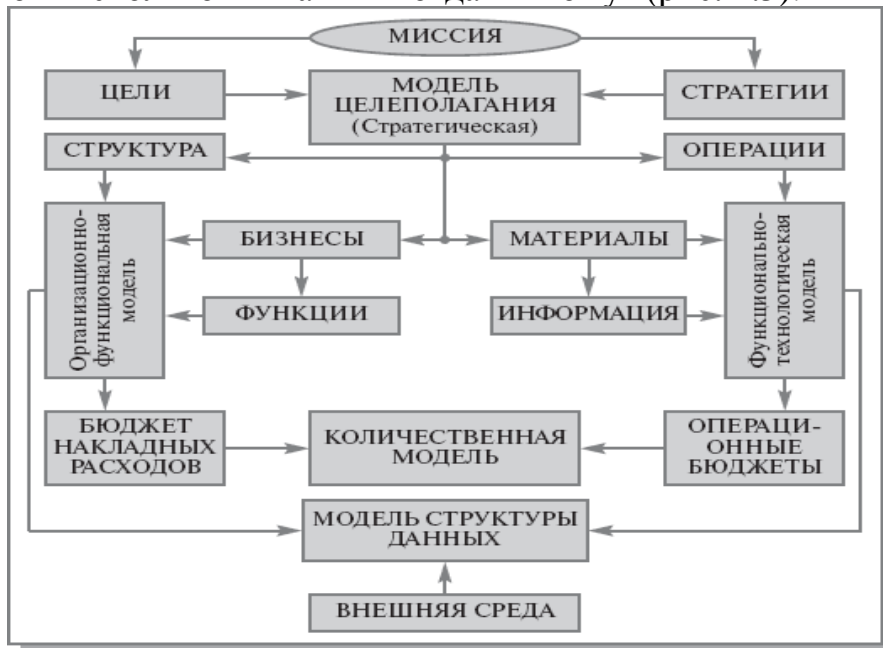 МИССИЯ
ЦЕЛИ
МОДЕЛЬ
ЦЕЛЕПОЛАГАНИЯ
(Стратегическая)
СТРАТЕГИИ
СТРУКТУРА
ОПЕРАЦИИ
Организационно-
функциональная
модель
БИЗНЕСЫ
МАТЕРИАЛЫ
Функционально-
технологическая
модель
ФУНКЦИИ
ИНФОРМАЦИЯ
БЮДЖЕТ
НАКЛАДНЫХ
РАСХОДОВ
КОЛИЧЕСТВЕННАЯ
МОДЕЛЬ
ОПЕРАЦИ-
ОННЫЕ
БЮДЖЕТЫ
МОДЕЛЬ СТРУКТУРЫ
ДАННЫХ
ВНЕШНЯЯ СРЕДА